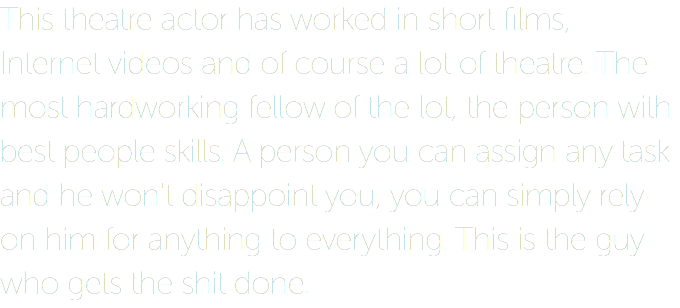 This theatre actor has worked in short films,
Internet videos and of course a lot of theatre. The
most hardworking fellow of the lot, the person with
best people skills. A person you can assign any task
and he won't disappoint you, you can simply rely
on him for anything to everything. This is the guy
who gets the shit done.